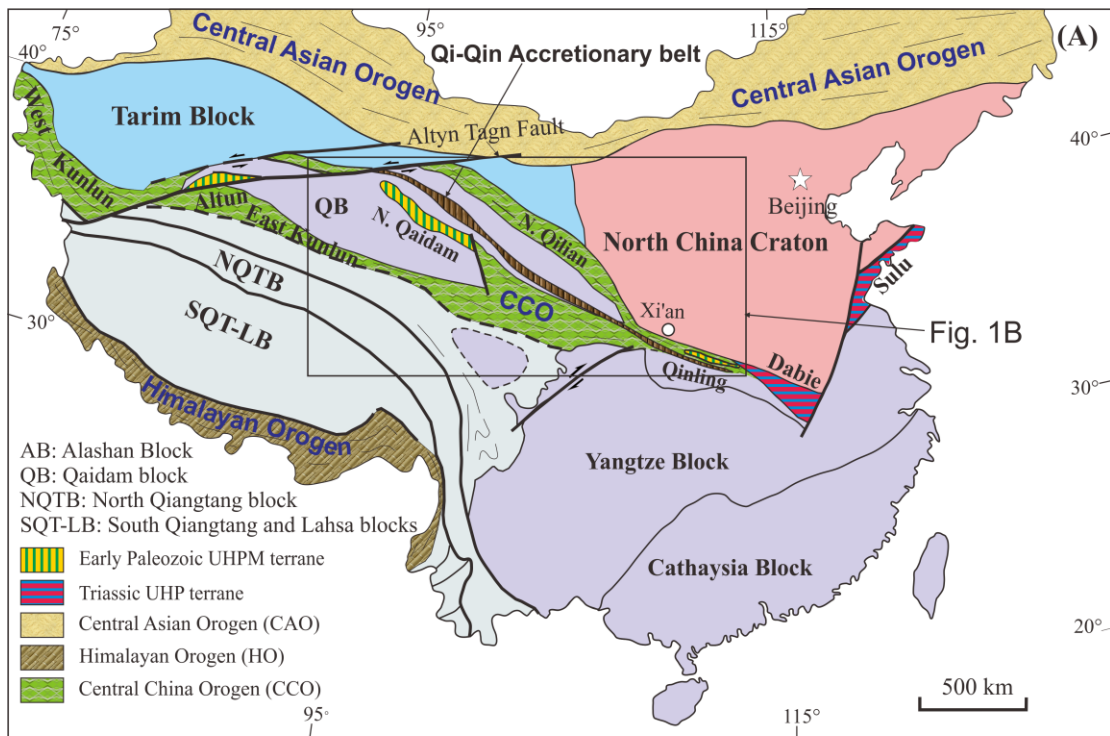 75°
95°
115°
(A)
Central Asian Orogen
Qi-Qin Accretionary belt
Central Asian Orogen
40°
West
Kunlun
Tarim Block
Altyn Tagn Fault
40°
Beijing
Altun
QB
N. Qaidam
N. Qilian
East Kunlun
North China Craton
Sulu
NQTB
SQT-LB
CCO
Xi'an
Fig. 1B
30°
Qinling
Dabie
30°
Himalayan Orogen
AB: Alashan Block
QB: Qaidam block
NQTB: North Qiangtang block
SQT-LB: South Qiangtang and Lahsa blocks
Yangtze Block
Cathaysia Block
Early Paleozoic UHPM terrane
Triassic UHP terrane
Central Asian Orogen (CAO)
Himalayan Orogen (HO)
Central China Orogen (CCO)
20°
500 km
95°
115°